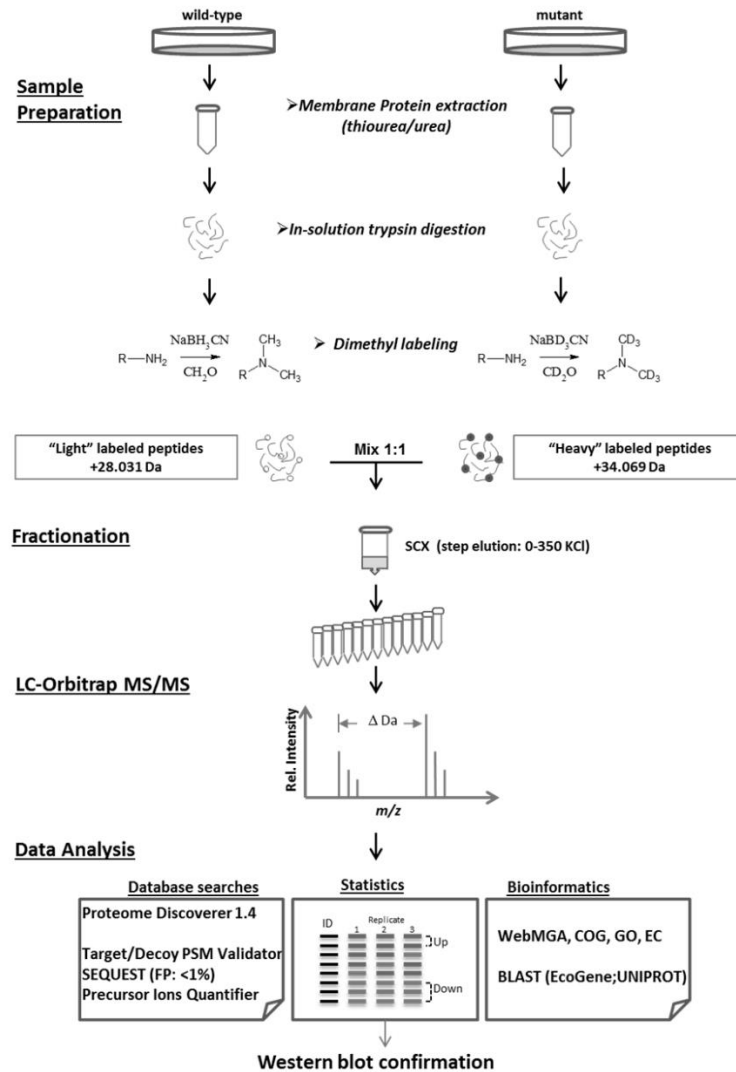 wild-type
mutant
Sample
Preparation
➢Membrane Protein extraction
(thiourea/urea)
➢In-solution trypsin digestion
➢ Dimethyl labeling
R—NH₂
NaBH₃CN
CH₂O
CH₃
N
R
CH₃
R—NH₂
NaBD₃CN
CD₂O
CD₃
N
R
CD₃
"Light" labeled peptides
+28.031 Da
Mix 1:1
"Heavy" labeled peptides
+34.069 Da
Fractionation
SCX (step elution: 0-350 KCl)
LC-Orbitrap MS/MS
Rel. Intensity
Δ Da
m/z
Data Analysis
Database searches
Proteome Discoverer 1.4
Target/Decoy PSM Validator
SEQUEST (FP: <1%)
Precursor Ions Quantifier
Statistics
ID
Replicate
1 2 3
Up
Down
Bioinformatics
WebMGA, COG, GO, EC
BLAST (EcoGene;UNIPROT)
Western blot confirmation